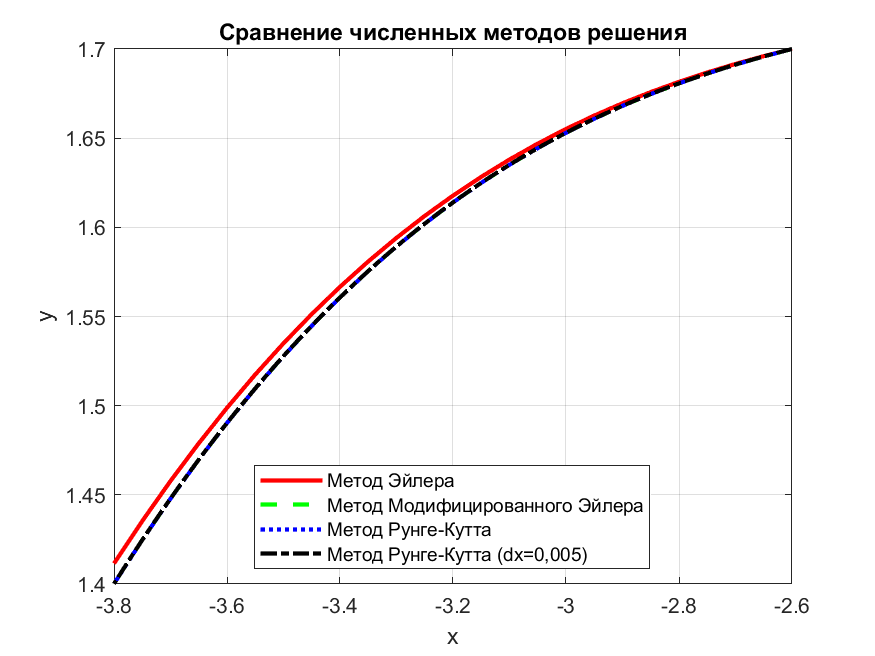 Сравнение численных методов решения
1.7
1.65
1.6
1.55
1.5
1.45
1.4
y
Метод Эйлера
Метод Модифицированного Эйлера
Метод Рунге-Кутта
Метод Рунге-Кутта (dx=0,005)
-3.8 -3.6 -3.4 -3.2 -3 -2.8 -2.6
x